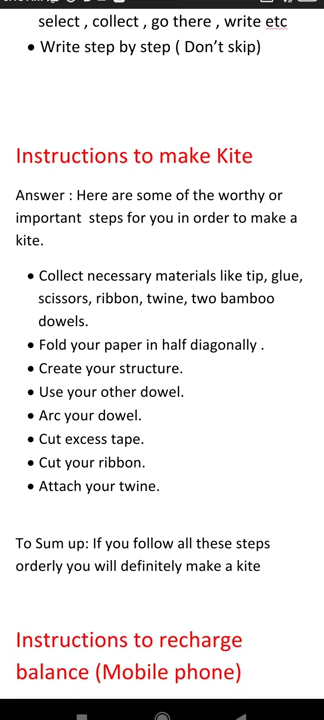 select , collect , go there , write etc
• Write step by step ( Don’t skip)
Instructions to make Kite
Answer : Here are some of the worthy or
important steps for you in order to make a
kite.
• Collect necessary materials like tip, glue,
scissors, ribbon, twine, two bamboo
dowels.
• Fold your paper in half diagonally .
• Create your structure.
• Use your other dowel.
• Arc your dowel.
• Cut excess tape.
• Cut your ribbon.
• Attach your twine.
To Sum up: If you follow all these steps
orderly you will definitely make a kite
Instructions to recharge
balance (Mobile phone)